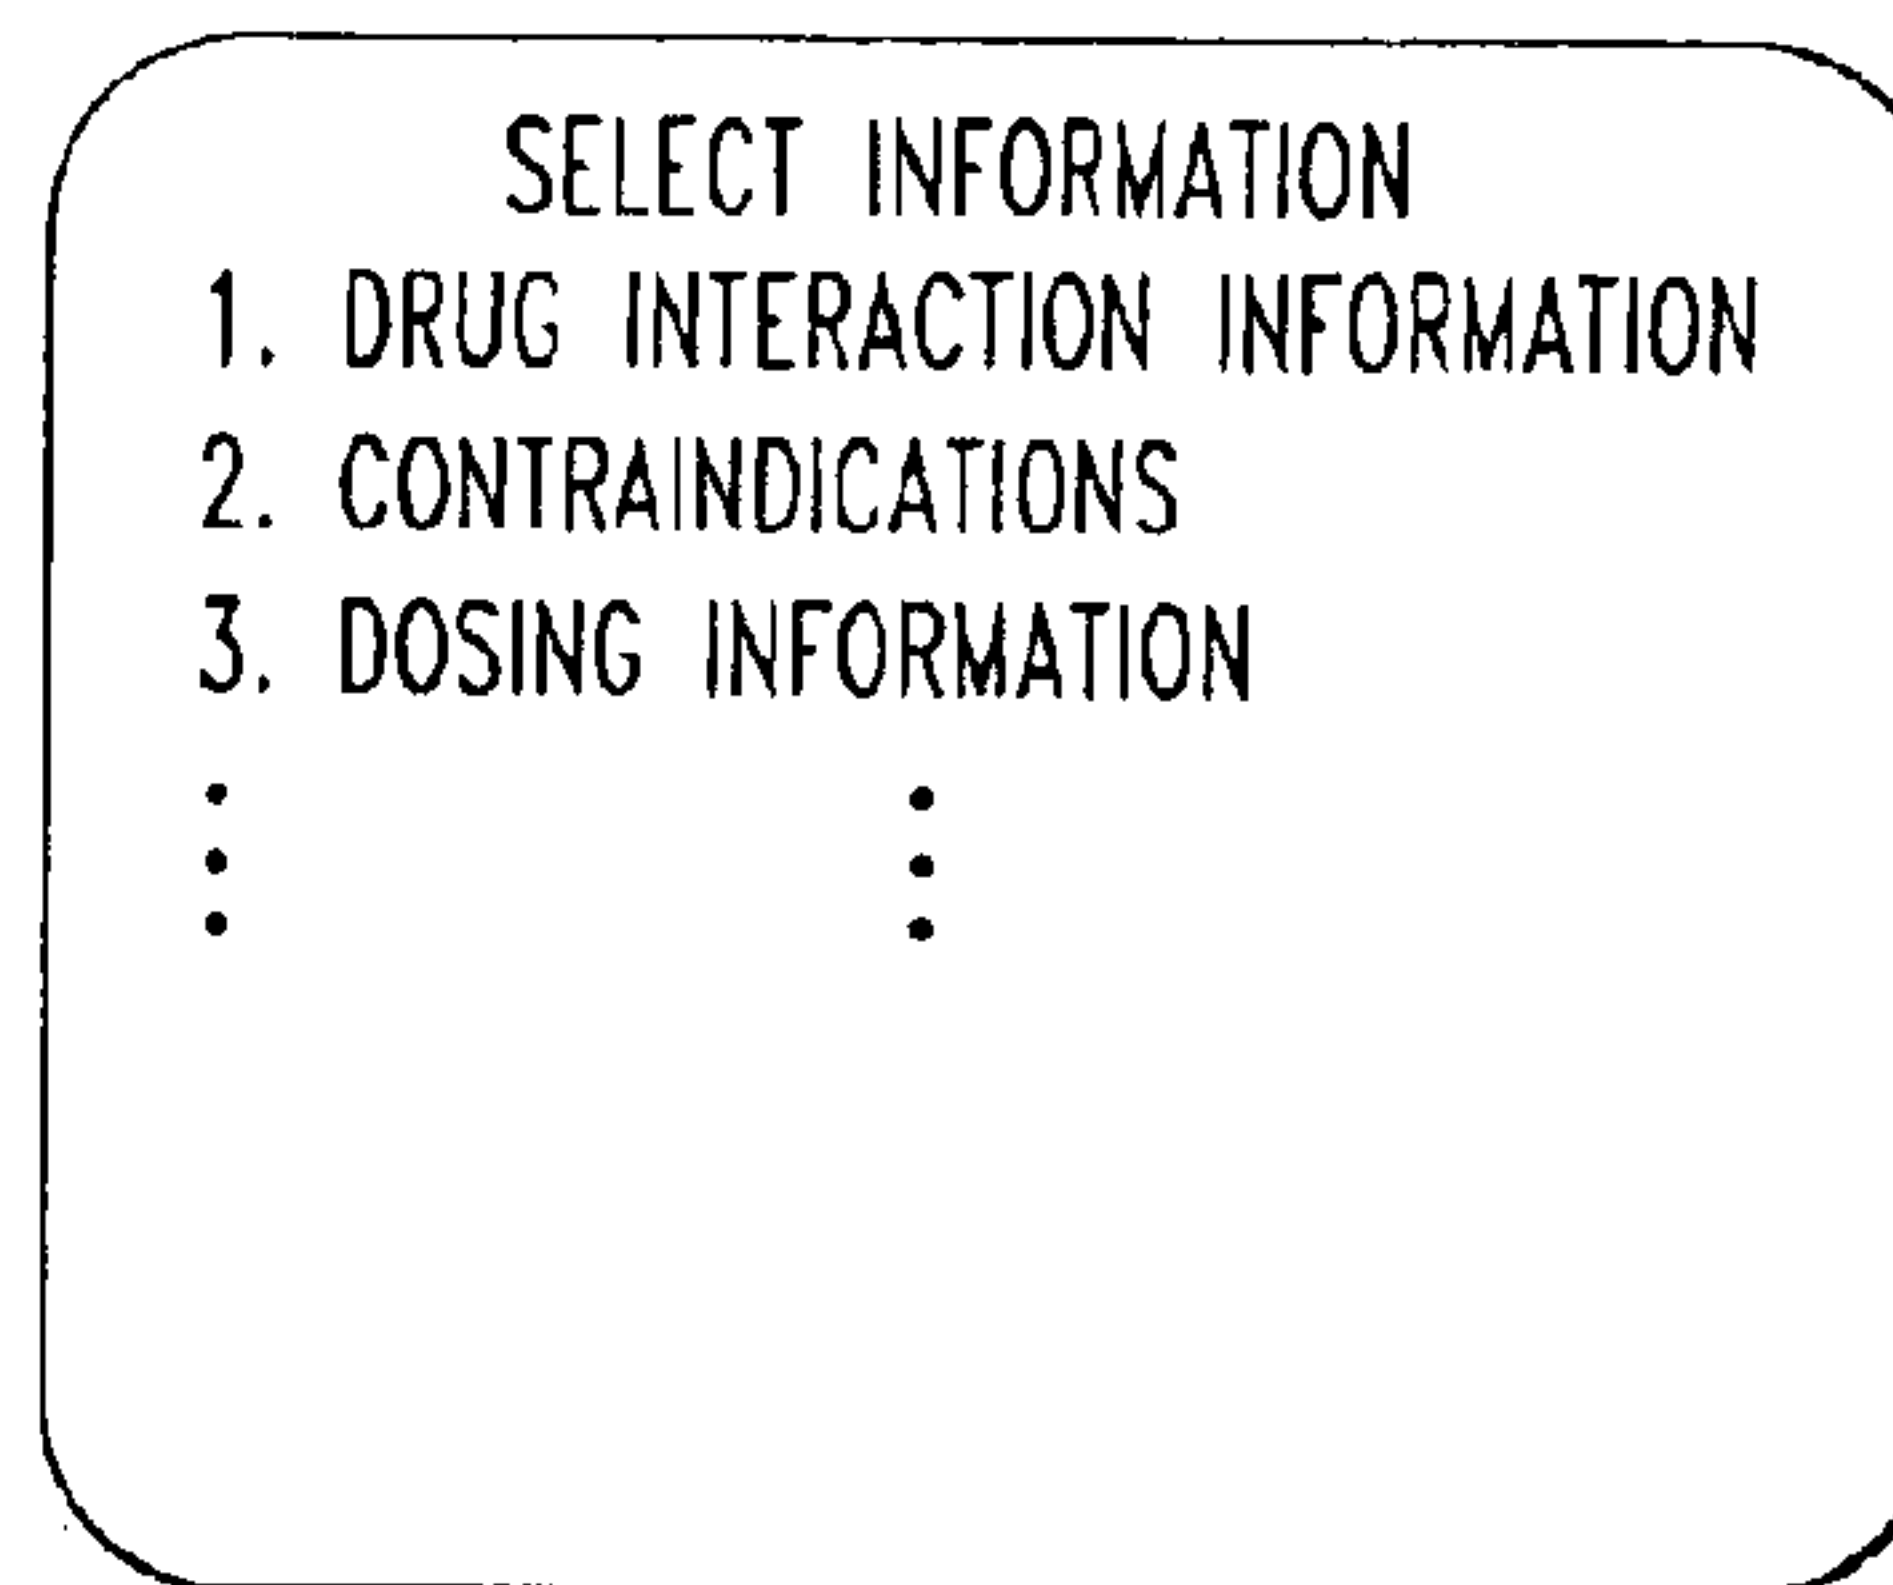 SELECT INFORMATION
1. DRUG INTERACTION INFORMATION
2. CONTRAINDICATIONS
3. DOSING INFORMATION